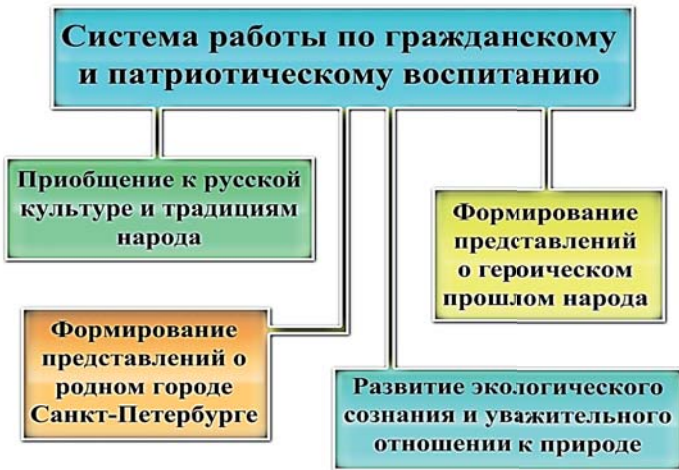 Система работы по гражданскому
и патриотическому воспитанию
Приобщение к русской
культуре и традициям
народа
Формирование
представлений
о героическом
прошлом народа
Формирование
представлений о
родном городе
Санкт-Петербурге
Развитие экологического
сознания и уважительного
отношении к природе